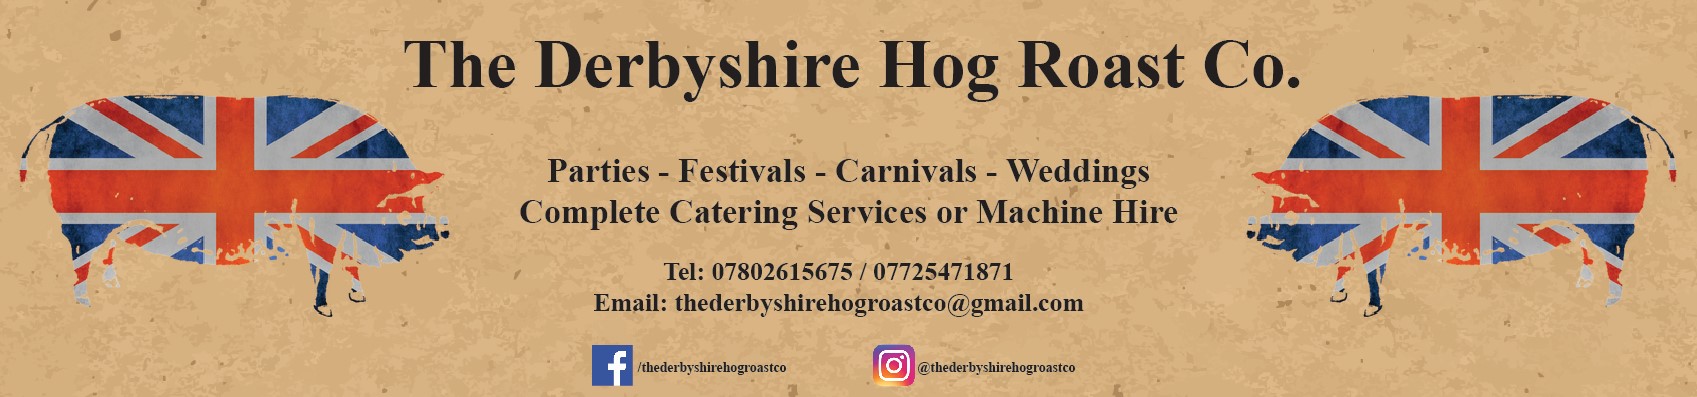 The Derbyshire Hog Roast Co.
Parties - Festivals - Carnivals - Weddings
Complete Catering Services or Machine Hire
Tel: 07802615675 / 07725471871
Email: thederbyshirehogroastco@gmail.com
/thederbyshirehogroastco
@thederbyshirehogroastco